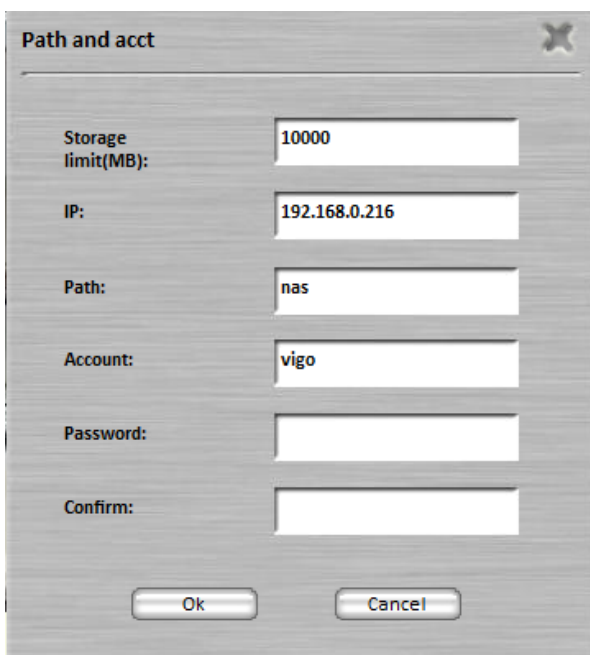 Path and acct
Storage
limit(MB):
10000
IP:
192.168.0.216
Path:
nas
Account:
vigo
Password:
Confirm:
Ok
Cancel